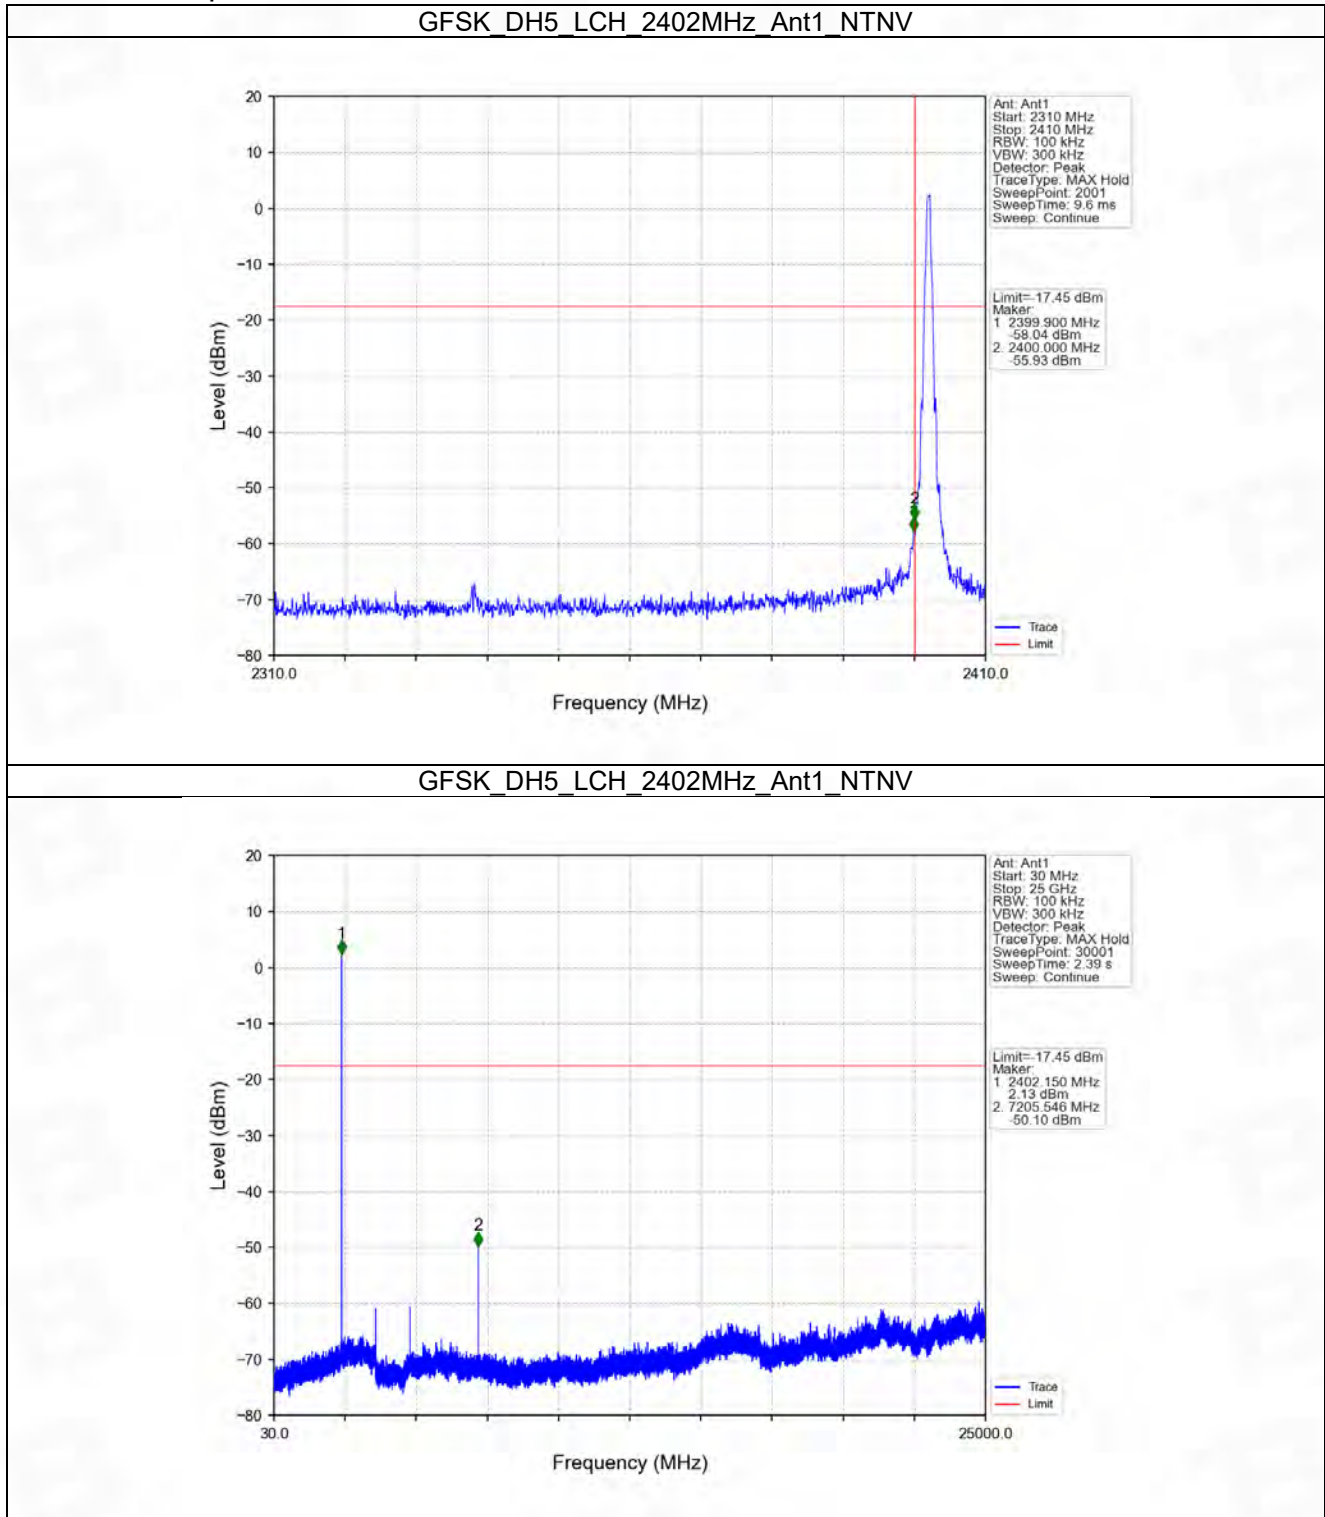 GFSK_DH5_LCH_2402MHz_Ant1_NTNV
20
10
0
−10
−20
−30
−40
−50
−60
−70
−80
Level (dBm)
2310.0
2410.0
Frequency (MHz)
2
Ant: Ant1
Start: 2310 MHz
Stop: 2410 MHz
RBW: 100 kHz
VBW: 300 kHz
Detector: Peak
TraceType: MAX Hold
SweepPoint: 2001
SweepTime: 9.6 ms
Sweep: Continue
Limit=-17.45 dBm
Maker:
1. 2399.900 MHz
-58.04 dBm
2. 2400.000 MHz
-55.93 dBm
Trace
Limit
GFSK_DH5_LCH_2402MHz_Ant1_NTNV
20
10
0
−10
−20
−30
−40
−50
−60
−70
−80
Level (dBm)
30.0
25000.0
Frequency (MHz)
1
2
Ant: Ant1
Start: 30 MHz
Stop: 25 GHz
RBW: 100 kHz
VBW: 300 kHz
Detector: Peak
TraceType: MAX Hold
SweepPoint: 30001
SweepTime: 2.39 s
Sweep: Continue
Limit=-17.45 dBm
Maker:
1. 2402.150 MHz
2.13 dBm
2. 7205.546 MHz
-50.10 dBm
Trace
Limit